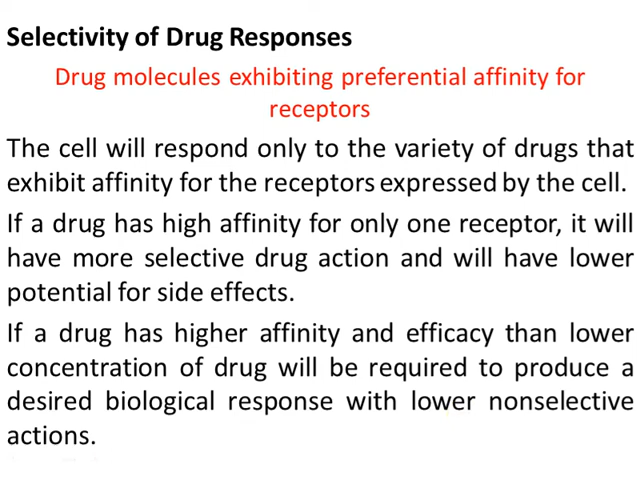 Selectivity of Drug Responses
Drug molecules exhibiting preferential affinity for
receptors
The cell will respond only to the variety of drugs that
exhibit affinity for the receptors expressed by the cell.
If a drug has high affinity for only one receptor, it will
have more selective drug action and will have lower
potential for side effects.
If a drug has higher affinity and efficacy than lower
concentration of drug will be required to produce a
desired biological response with lower nonselective
actions.